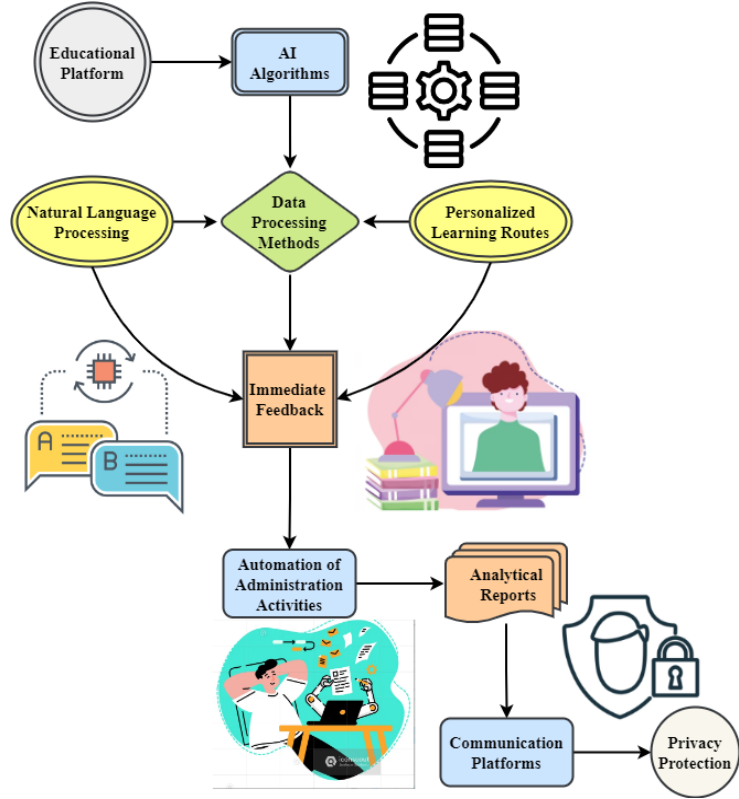 Educational
Platform
AI
Algorithms
Natural Language
Processing
Data
Processing
Methods
Personalized
Learning Routes
Immediate
Feedback
A
B
Automation of
Administration
Activities
Analytical
Reports
iconscout
Communication
Platforms
Privacy
Protection